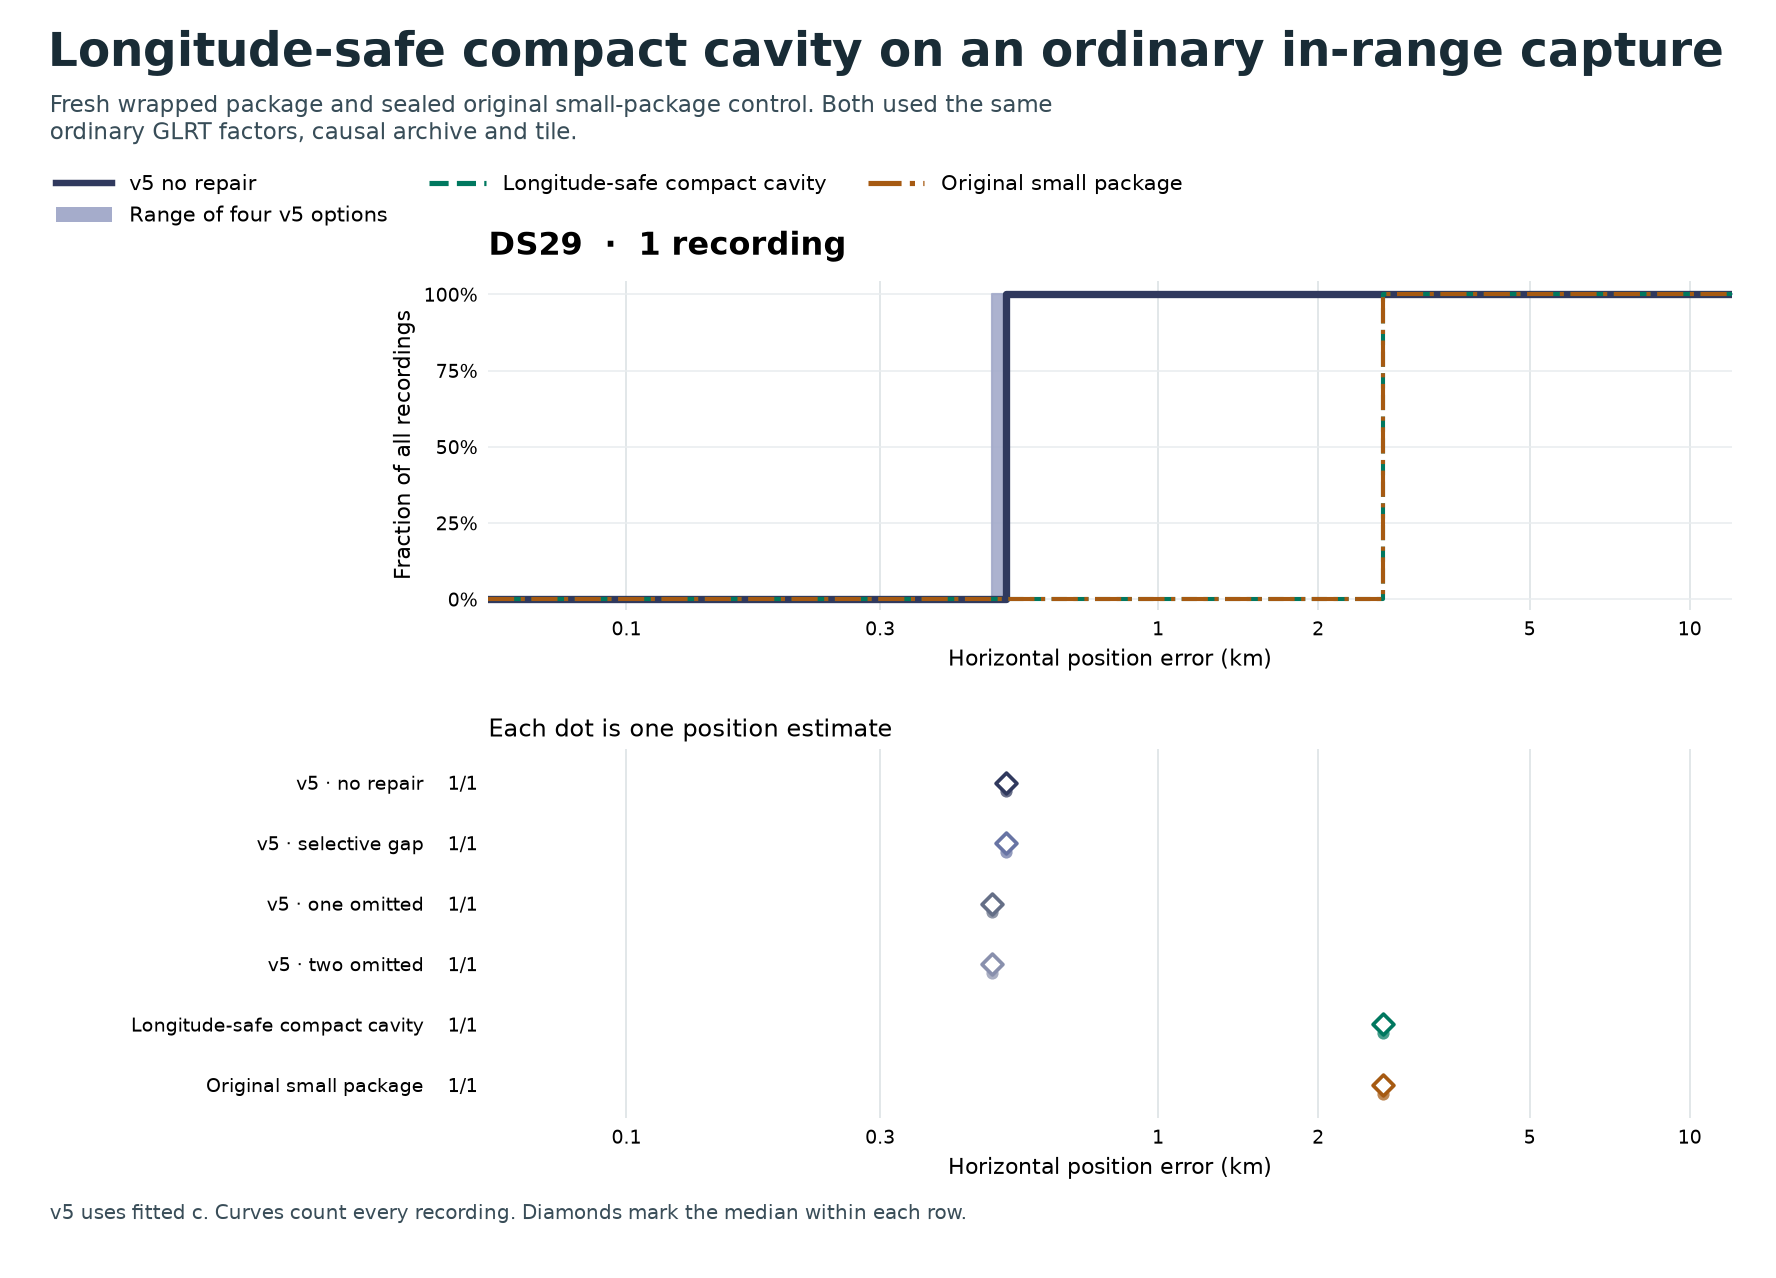 Longitude-safe compact cavity on an ordinary in-range capture
Fresh wrapped package and sealed original small-package control. Both used the same
ordinary GLRT factors, causal archive and tile.
v5 no repair
Longitude-safe compact cavity
Original small package
Range of four v5 options
DS29 · 1 recording
100%
75%
50%
25%
0%
Fraction of all recordings
0.1
0.3
1
2
5
10
Horizontal position error (km)
Each dot is one position estimate
v5 · no repair 1/1
v5 · selective gap 1/1
v5 · one omitted 1/1
v5 · two omitted 1/1
Longitude-safe compact cavity 1/1
Original small package 1/1
0.1
0.3
1
2
5
10
Horizontal position error (km)
v5 uses fitted c. Curves count every recording. Diamonds mark the median within each row.